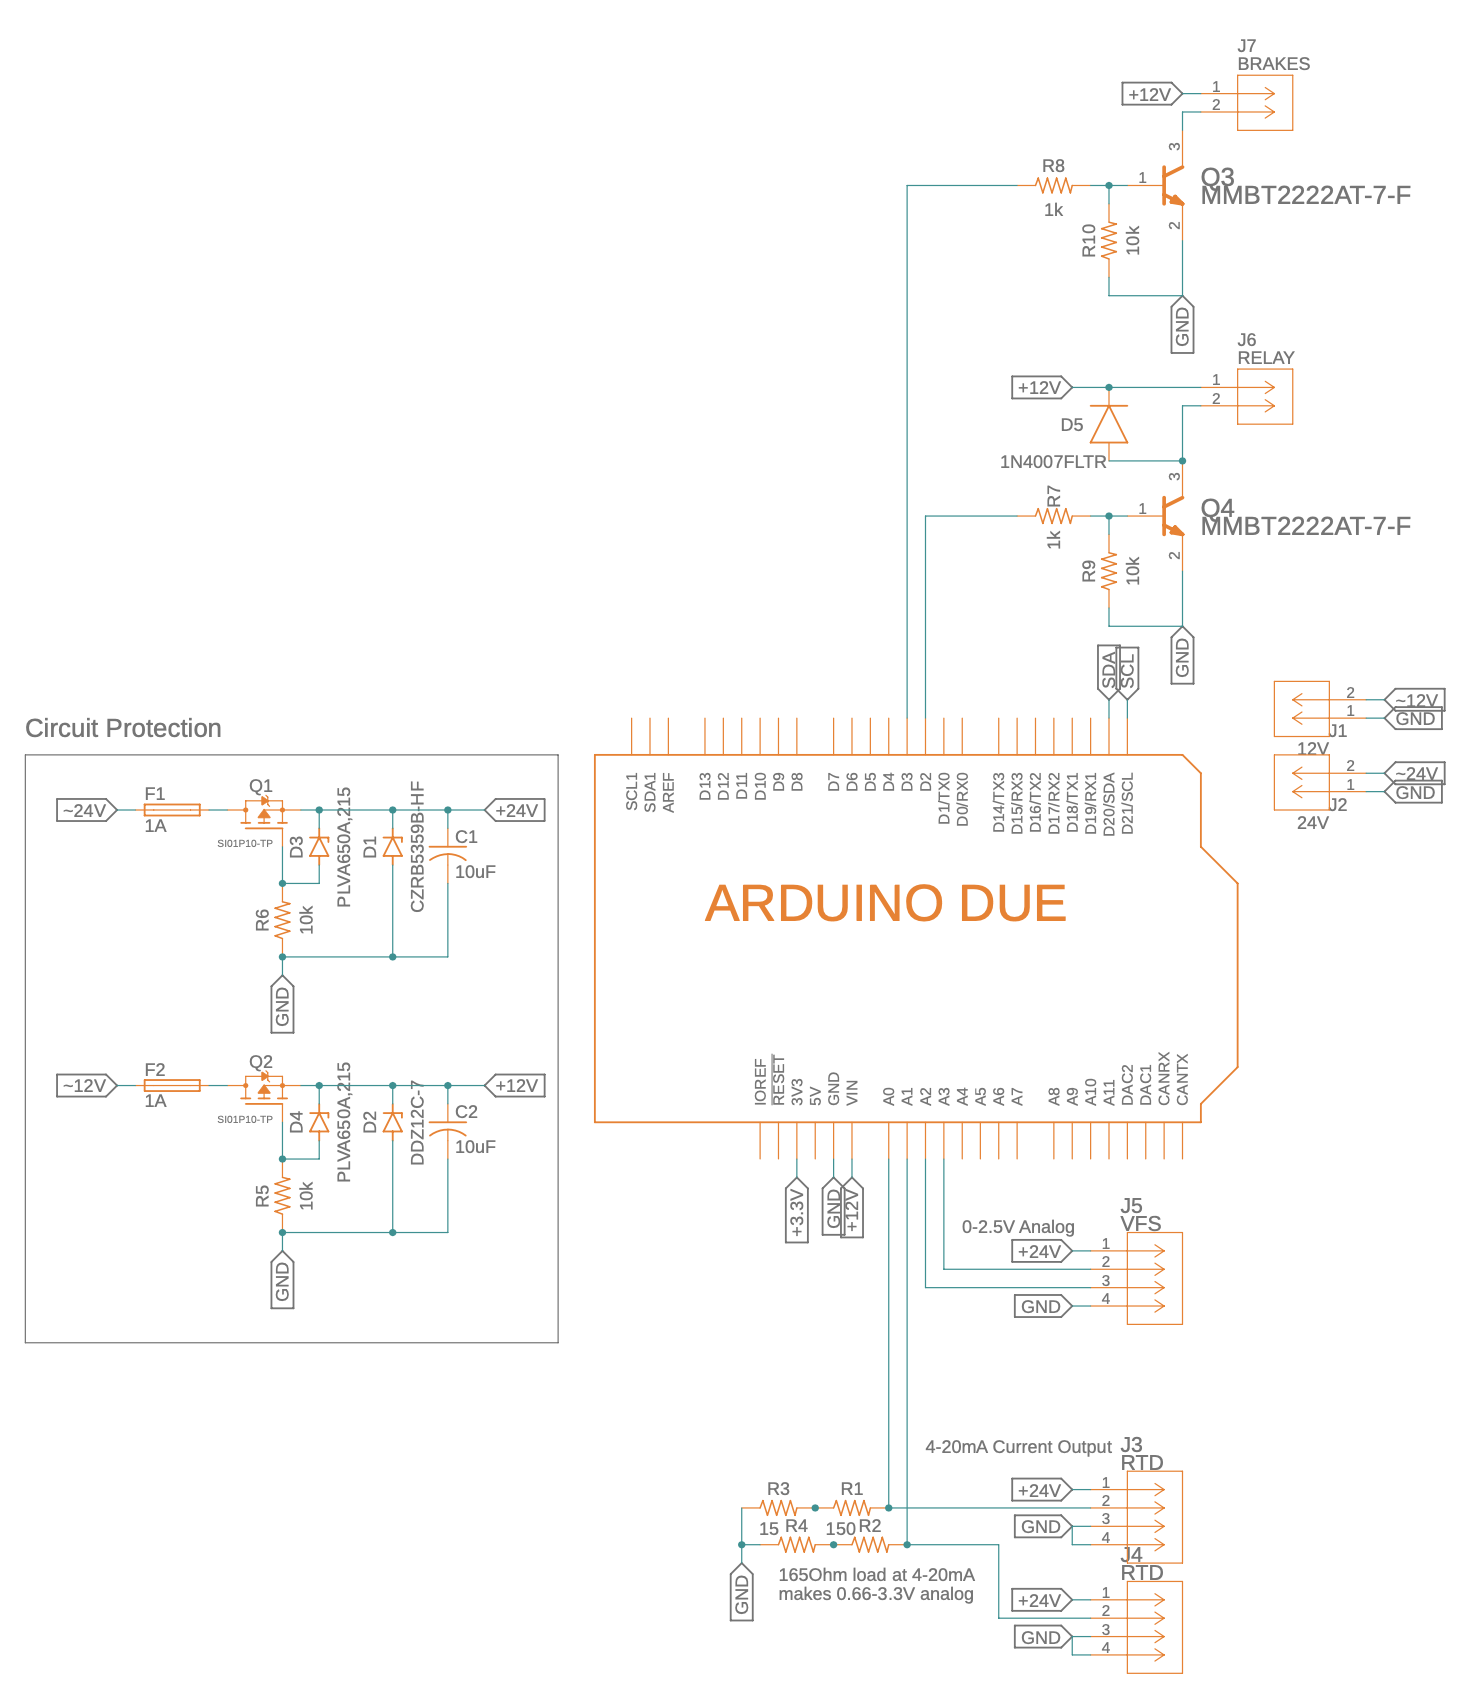 J7
BRAKES
+12V
1
2
3
R8
1
Q3
MMBT2222AT-7-F
1k
R10
10k
2
GND
J6
RELAY
+12V
1
2
D5
1N4007FLTR
3
R7
1
Q4
MMBT2222AT-7-F
1k
R9
10k
2
GND
SDA
SCL
2
~12V
1
GND
J1
12V
2
~24V
1
GND
J2
24V
Circuit Protection
~24V
F1
1A
Q1
SI01P10-TP
D3
PLVA650A,215
D1
CZRB5359B-HF
C1
10uF
+24V
R6
10k
GND
~12V
F2
1A
Q2
SI01P10-TP
D4
PLVA650A,215
D2
DDZ12C-7
C2
10uF
+12V
R5
10k
GND
SCL1
SDA1
AREF
D13
D12
D11
D10
D9
D8
D7
D6
D5
D4
D3
D2
D1/TX0
D0/RX0
D14/TX3
D15/RX3
D16/TX2
D17/RX2
D18/TX1
D19/RX1
D20/SDA
D21/SCL
ARDUINO DUE
IOREF
RESET
3V3
5V
GND
VIN
A0
A1
A2
A3
A4
A5
A6
A7
A8
A9
A10
A11
DAC2
DAC1
CANRX
CANTX
+3.3V
GND
+12V
J5
VFS
0-2.5V Analog
+24V
1
2
3
GND
4
4-20mA Current Output
J3
RTD
+24V
1
2
GND
3
4
R3
R1
15
R4
150
R2
165Ohm load at 4-20mA
makes 0.66-3.3V analog
GND
J4
RTD
+24V
1
2
GND
3
4